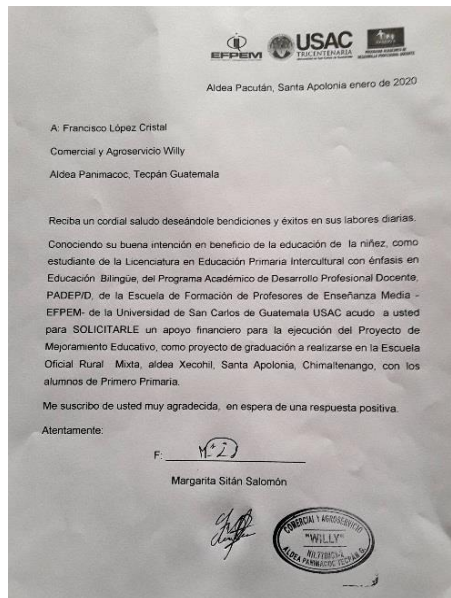 EFPEM
USAC
TRICENTENARIA
Aldea Pacután, Santa Apolonia enero de 2020
A: Francisco López Cristal
Comercial y Agroservicio Willy
Aldea Panimacoc, Tecpán Guatemala
Reciba un cordial saludo deseándole bendiciones y éxitos en sus labores diarias.
Conociendo su buena intención en beneficio de la educación de la niñez, como
estudiante de la Licenciatura en Educación Primaria Intercultural con énfasis en
Educación Bilingüe, del Programa Académico de Desarrollo Profesional Docente,
PADEP/D, de la Escuela de Formación de Profesores de Enseñanza Media -
EFPEM- de la Universidad de San Carlos de Guatemala USAC acudo a usted
para SOLICITARLE un apoyo financiero para la ejecución del Proyecto de
Mejoramiento Educativo, como proyecto de graduación a realizarse en la Escuela
Oficial Rural Mixta, aldea Xecohil, Santa Apolonia, Chimaltenango, con los
alumnos de Primero Primaria.
Me suscribo de usted muy agradecida, en espera de una respuesta positiva.
Atentamente:
F:
Margarita Sitán Salomón
COMERCIAL Y AGROSERVICIO
"WILLY"
ALDEA PANIMACOC TECPÁN G.